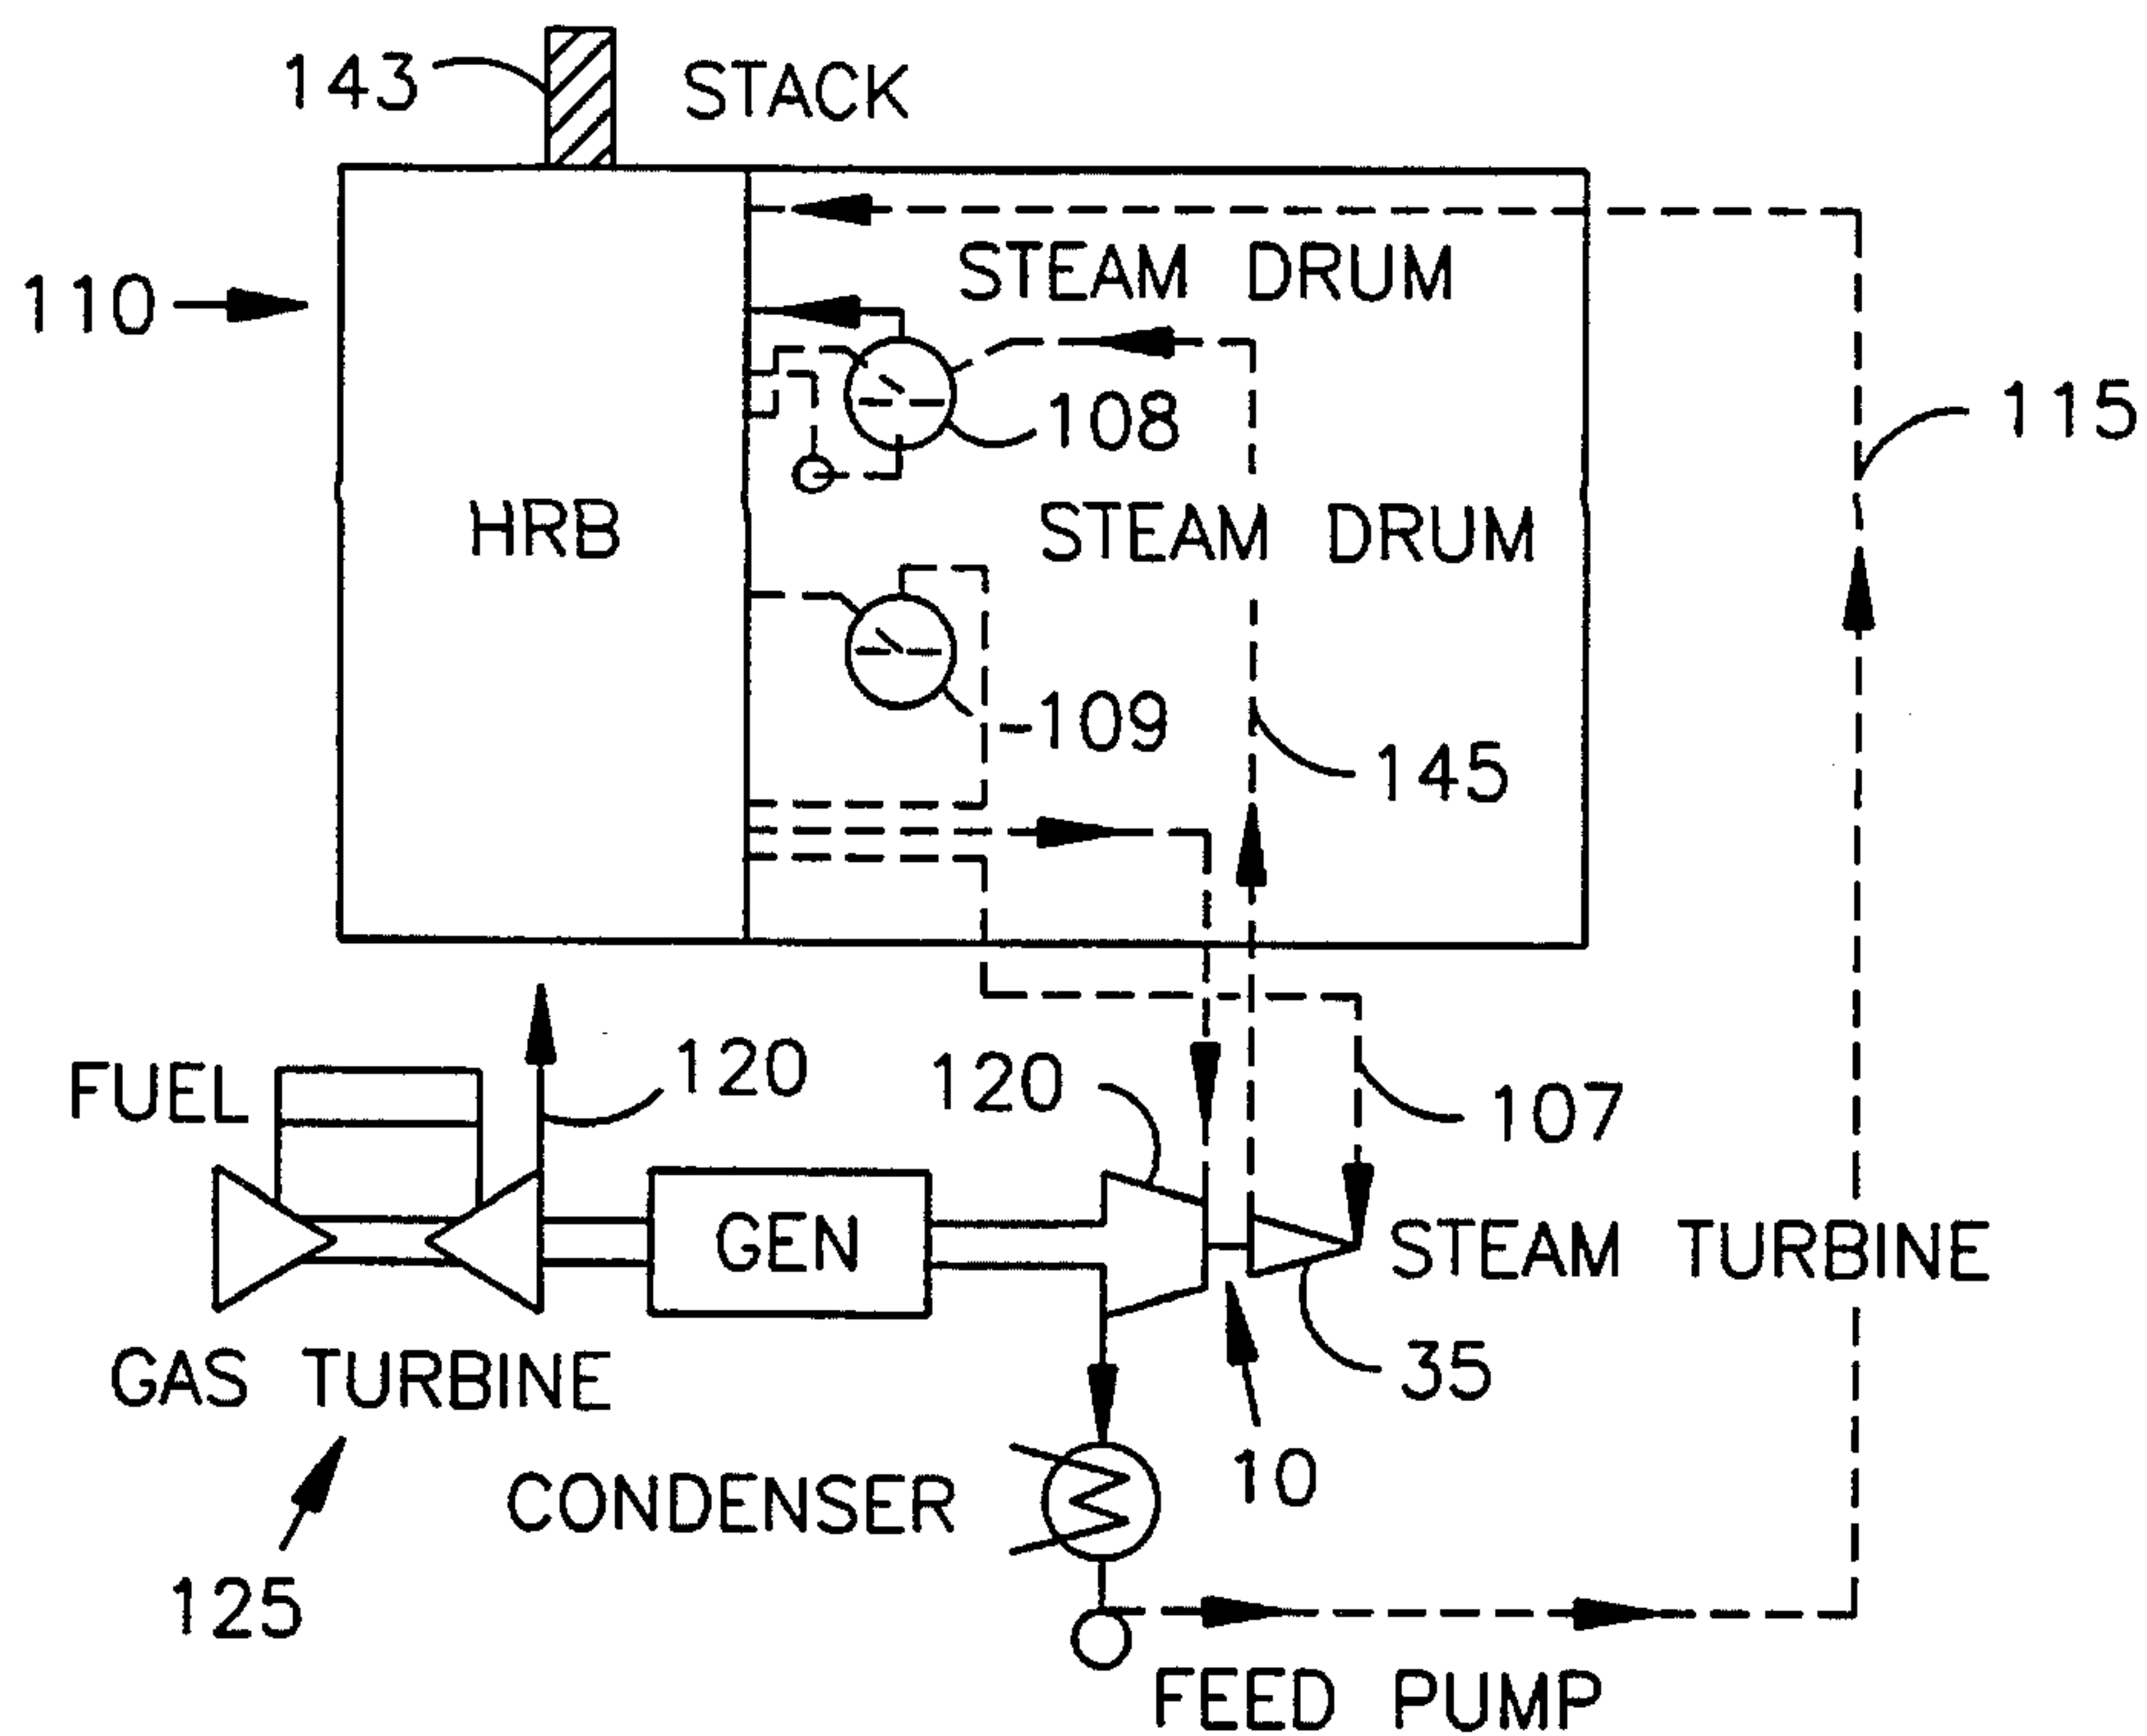 143
STACK
110
STEAM DRUM
108
115
HRB
STEAM DRUM
109
145
FUEL
120
120
107
GEN
STEAM TURBINE
GAS TURBINE
35
10
CONDENSER
125
FEED PUMP